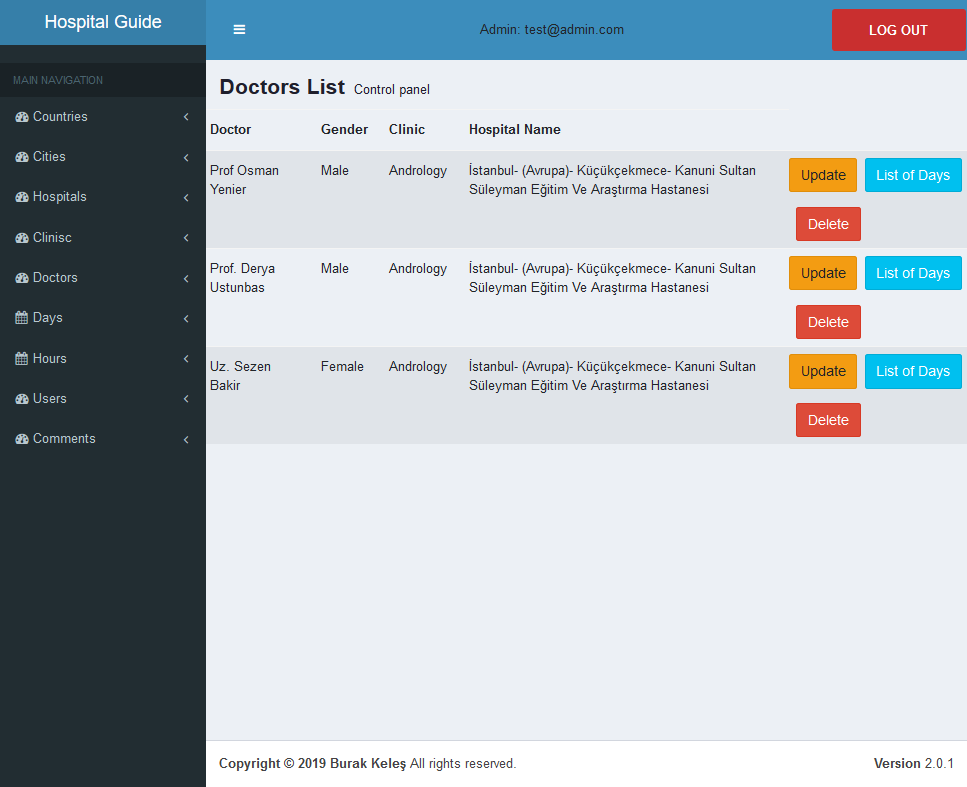 Hospital Guide
Admin: test@admin.com
LOG OUT
MAIN NAVIGATION
Countries
Cities
Hospitals
Clinisc
Doctors
Days
Hours
Users
Comments
Doctors List Control panel
Doctor Gender Clinic Hospital Name
Prof Osman Male Andrology İstanbul- (Avrupa)- Küçükçekmece- Kanuni Sultan Update List of Days
Yenier Süleyman Eğitim Ve Araştırma Hastanesi
Delete
Prof. Derya Male Andrology İstanbul- (Avrupa)- Küçükçekmece- Kanuni Sultan Update List of Days
Ustunbas Süleyman Eğitim Ve Araştırma Hastanesi
Delete
Uz. Sezen Female Andrology İstanbul- (Avrupa)- Küçükçekmece- Kanuni Sultan Update List of Days
Bakir Süleyman Eğitim Ve Araştırma Hastanesi
Delete
Copyright © 2019 Burak Keleş All rights reserved.
Version 2.0.1